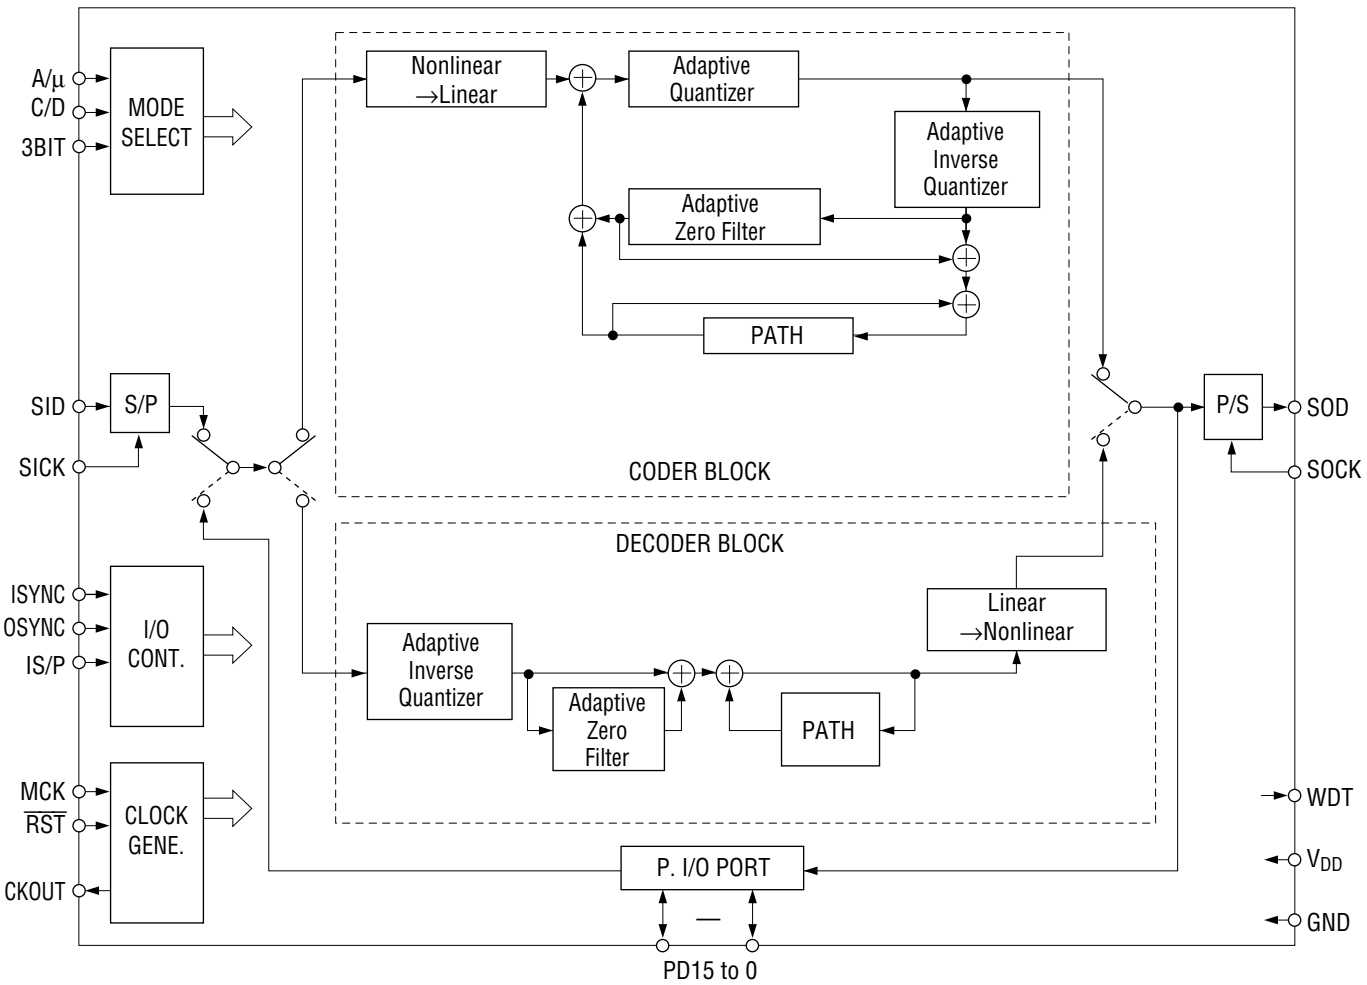 A/μ
C/D
3BIT
MODE
SELECT
Nonlinear
→Linear
Adaptive
Quantizer
Adaptive
Inverse
Quantizer
Adaptive
Zero Filter
PATH
CODER BLOCK
SID
S/P
SICK
P/S
SOD
SOCK
DECODER BLOCK
ISYNC
OSYNC
IS/P
I/O
CONT.
Adaptive
Inverse
Quantizer
Adaptive
Zero
Filter
PATH
Linear
→Nonlinear
MCK
RST
CKOUT
CLOCK
GENE.
P. I/O PORT
PD15 to 0
WDT
VDD
GND